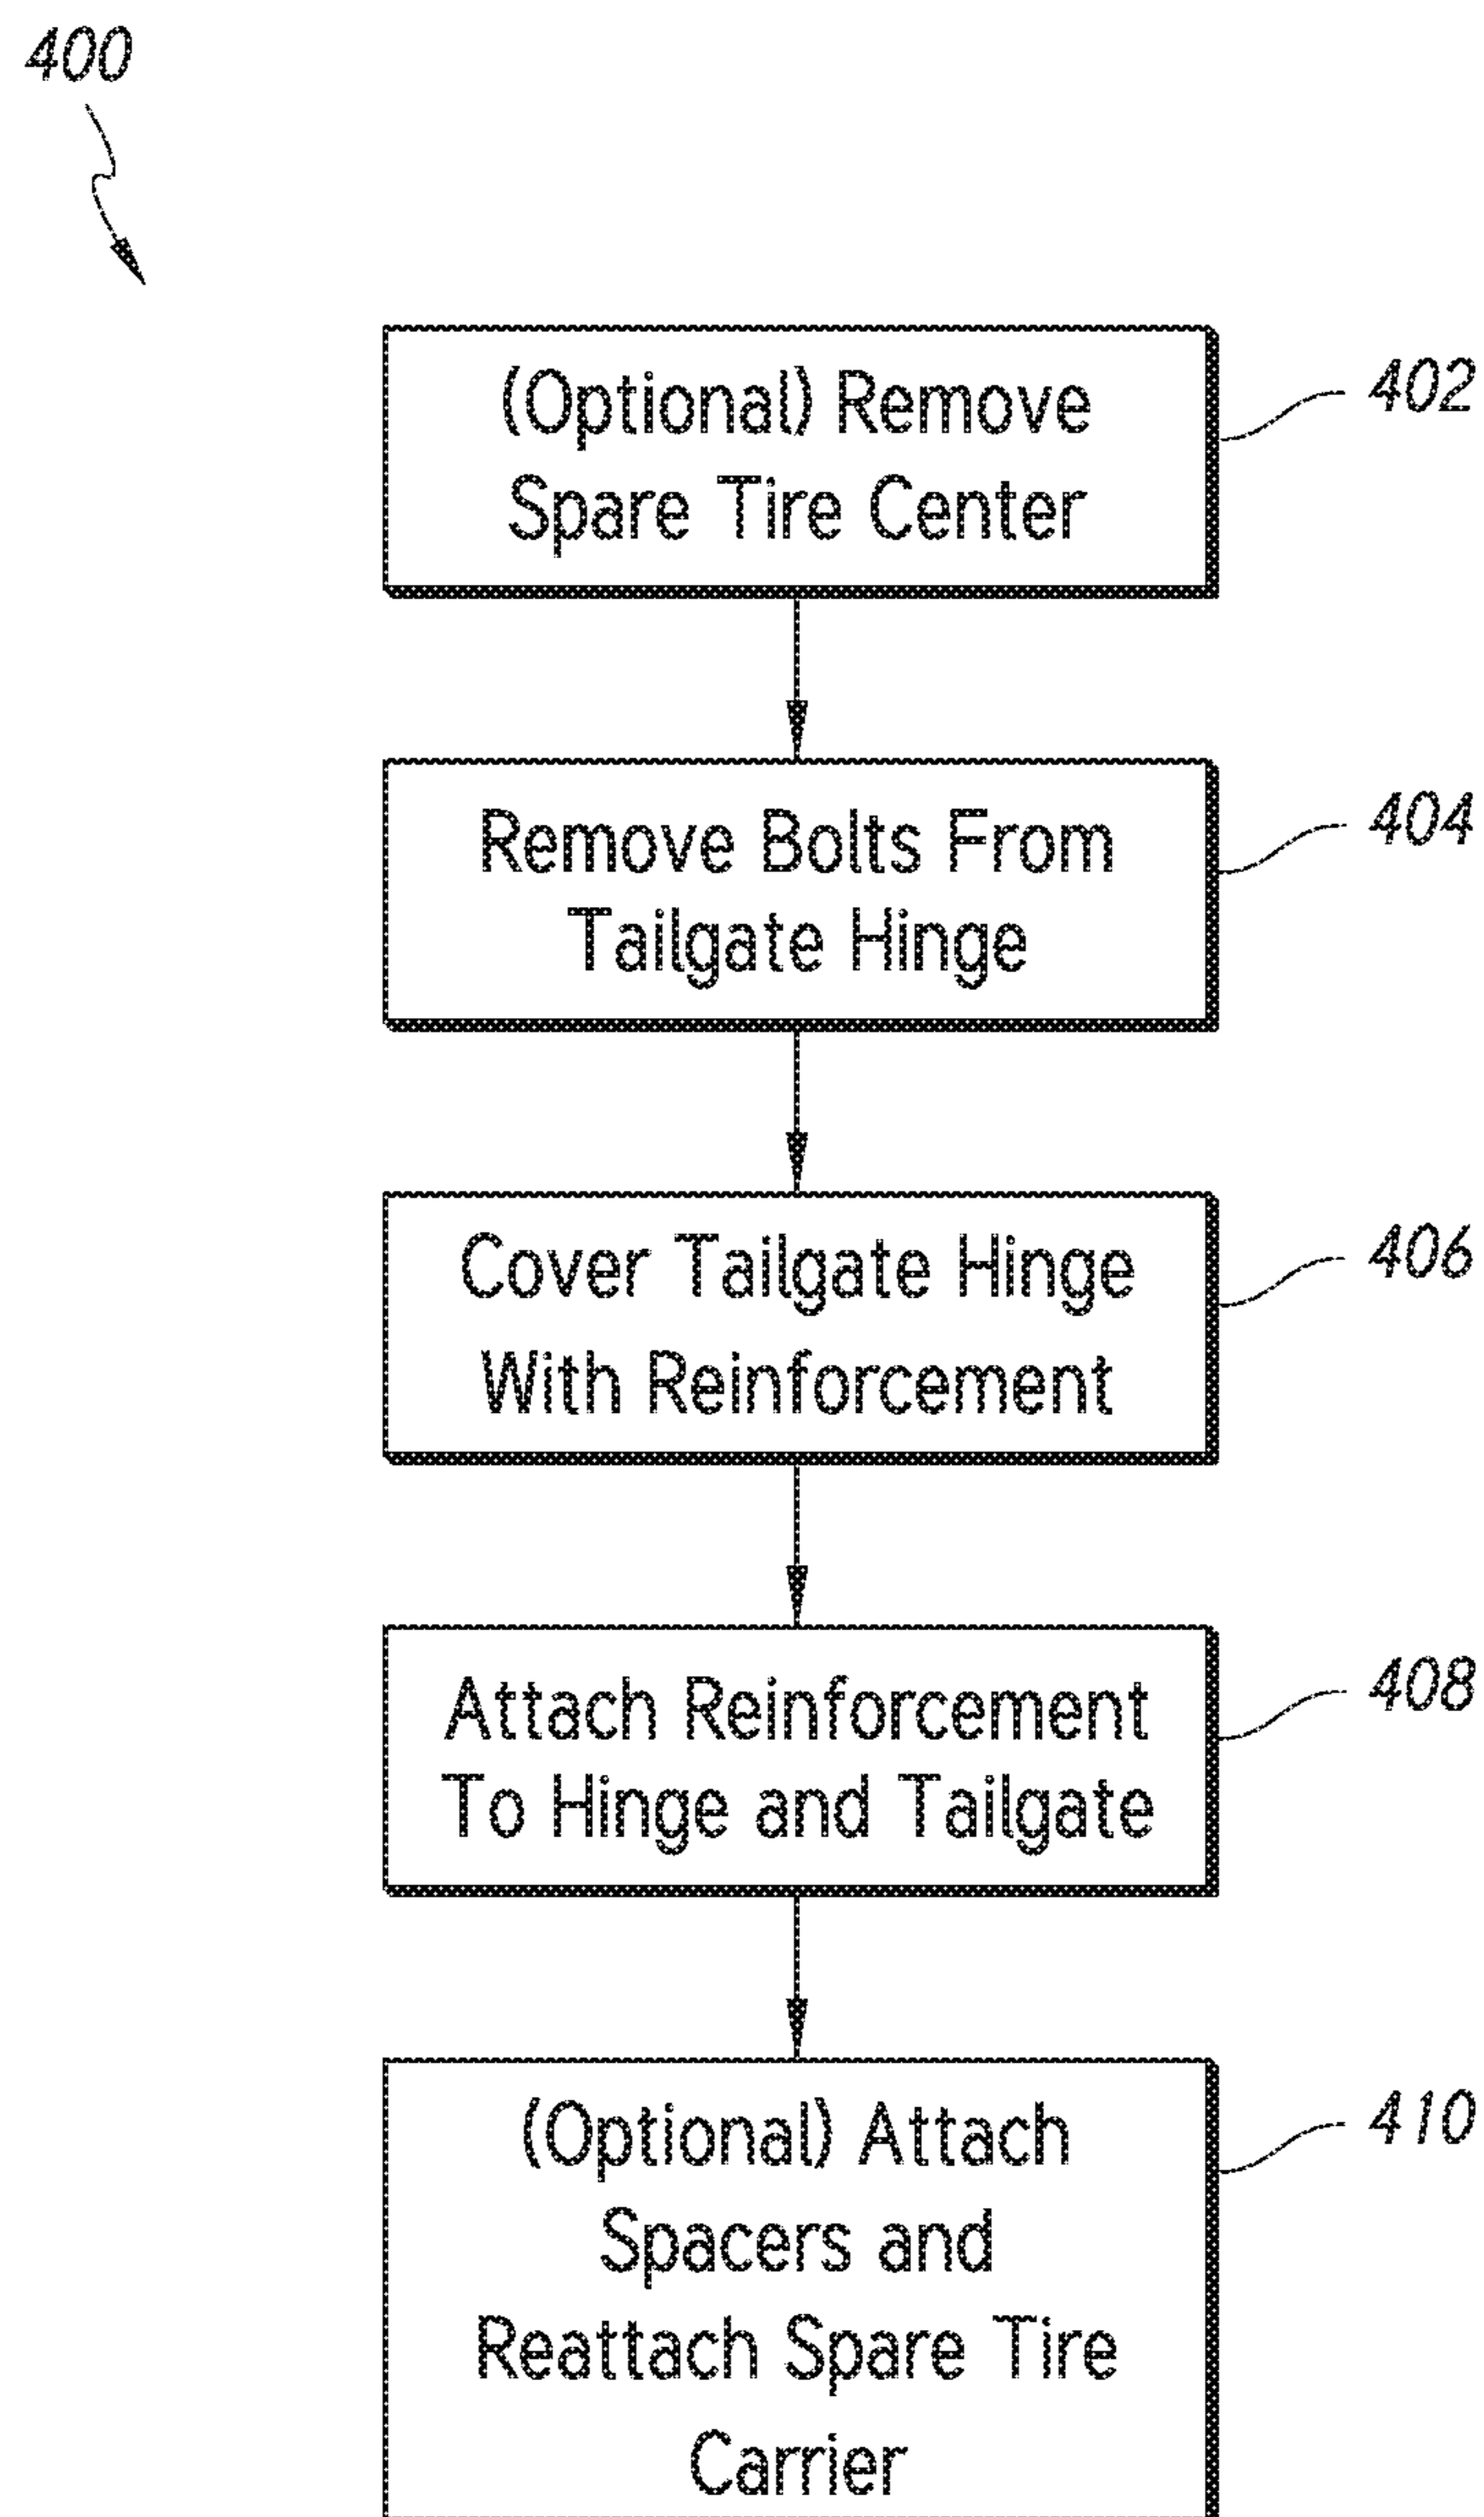 400
(Optional) Remove
Spare Tire Center
402
Remove Bolts From
Tailgate Hinge
404
Cover Tailgate Hinge
With Reinforcement
406
Attach Reinforcement
To Hinge and Tailgate
408
(Optional) Attach
Spacers and
Reattach Spare Tire
Carrier
410